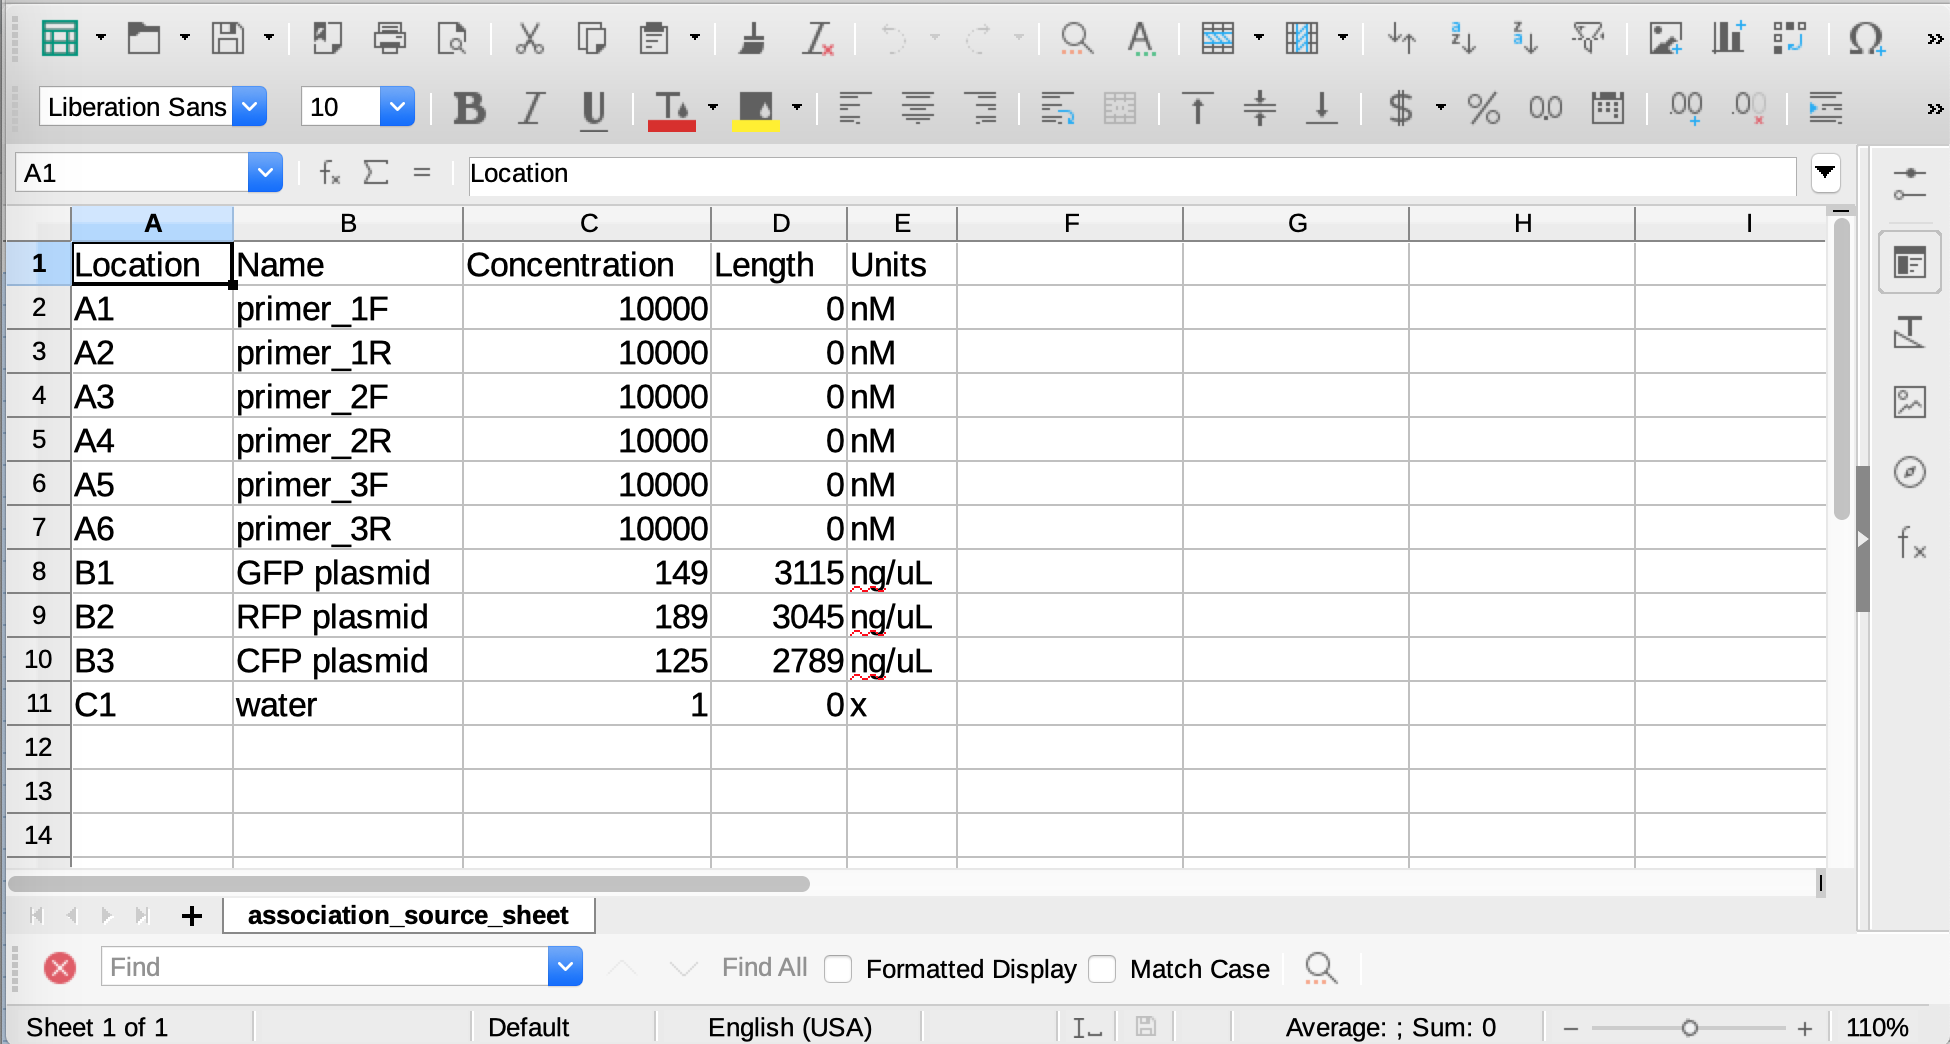 Liberation Sans 10
A1 Location
A B C D E F G H I
1 Location Name Concentration Length Units
2 A1 primer_1F 10000 0 nM
3 A2 primer_1R 10000 0 nM
4 A3 primer_2F 10000 0 nM
5 A4 primer_2R 10000 0 nM
6 A5 primer_3F 10000 0 nM
7 A6 primer_3R 10000 0 nM
8 B1 GFP plasmid 149 3115 ng/uL
9 B2 RFP plasmid 189 3045 ng/uL
10 B3 CFP plasmid 125 2789 ng/uL
11 C1 water 1 0 x
12
13
14
association_source_sheet
Find Find All Formatted Display Match Case
Sheet 1 of 1 Default English (USA) Average: ; Sum: 0 110%